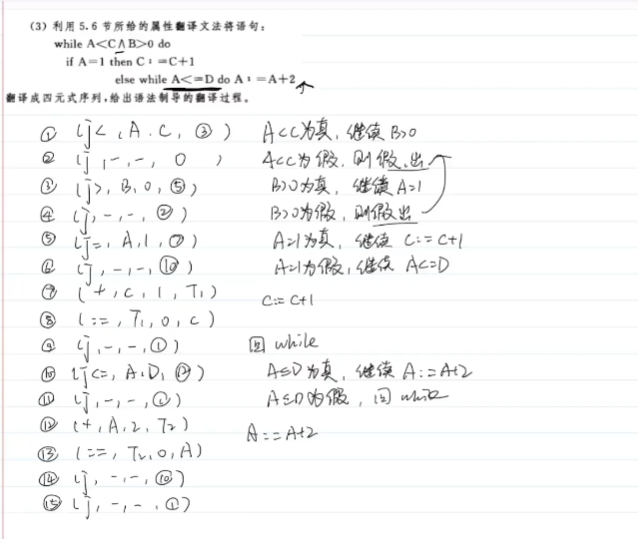 (3) 利用 5.6 节所给的属性翻译文法将语句:
while A<C∧B>0 do
if A=1 then C:=C+1
else while A<=D do A:=A+2
翻译成四元式序列,给出语法制导的翻译过程。
① (j<, A, C, ③) A<C为真, 继续 B>0
② (j, -, -, 0 ) A<C为假, 则假出
③ (j>, B, 0, ⑤) B>0为真, 继续 A=1
④ (j, -, -, ②) B>0为假, 则假出
⑤ (j=, A, 1, ⑦) A=1为真, 继续 C:=C+1
⑥ (j, -, -, ⑩) A=1为假, 继续 A<=D
⑦ (+, C, 1, T₁) C:=C+1
⑧ (:=, T₁, 0, C)
⑨ (j, -, -, ①) 回 while
⑩ (j<=, A, D, ⑫) A≤D为真, 继续 A:=A+2
⑪ (j, -, -, ①) A≤D为假, 回 while
⑫ (+, A, 2, T₂) A:=A+2
⑬ (:=, T₂, 0, A)
⑭ (j, -, -, ⑩)
⑮ (j, -, -, ①)